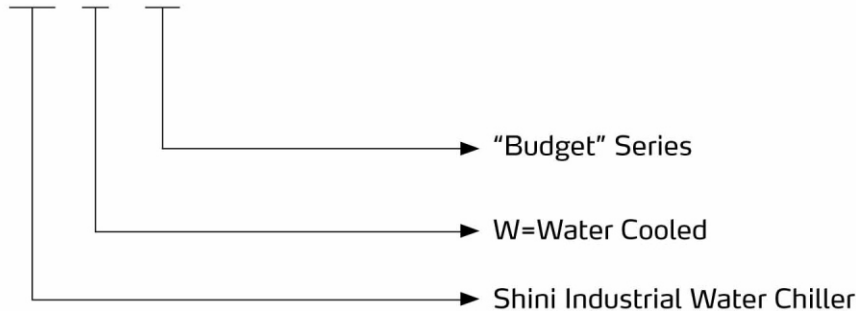 “Budget” Series
W=Water Cooled
Shini Industrial Water Chiller